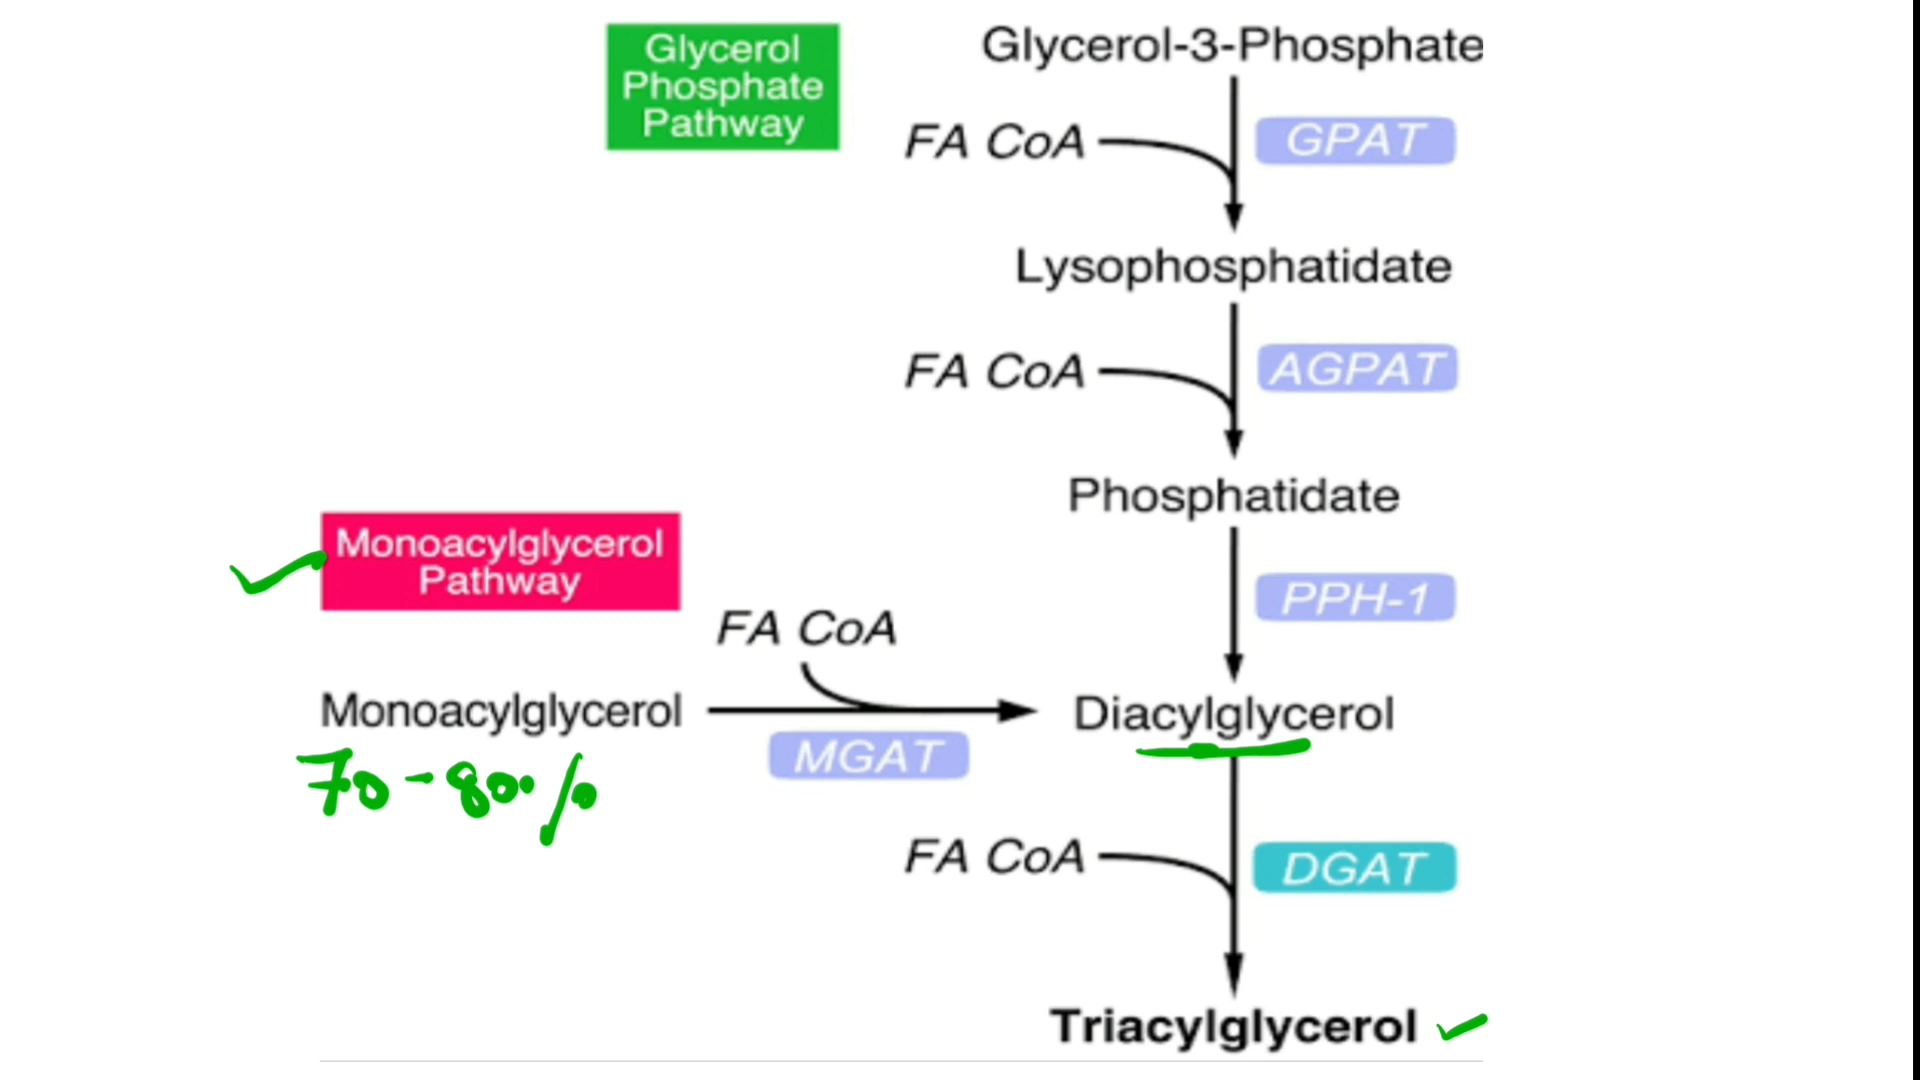 Glycerol
Phosphate
Pathway
Glycerol-3-Phosphate
FA CoA
GPAT
Lysophosphatidate
FA CoA
AGPAT
Phosphatidate
PPH-1
Monoacylglycerol
Pathway
FA CoA
Monoacylglycerol
MGAT
Diacylglycerol
70-80%
FA CoA
DGAT
Triacylglycerol